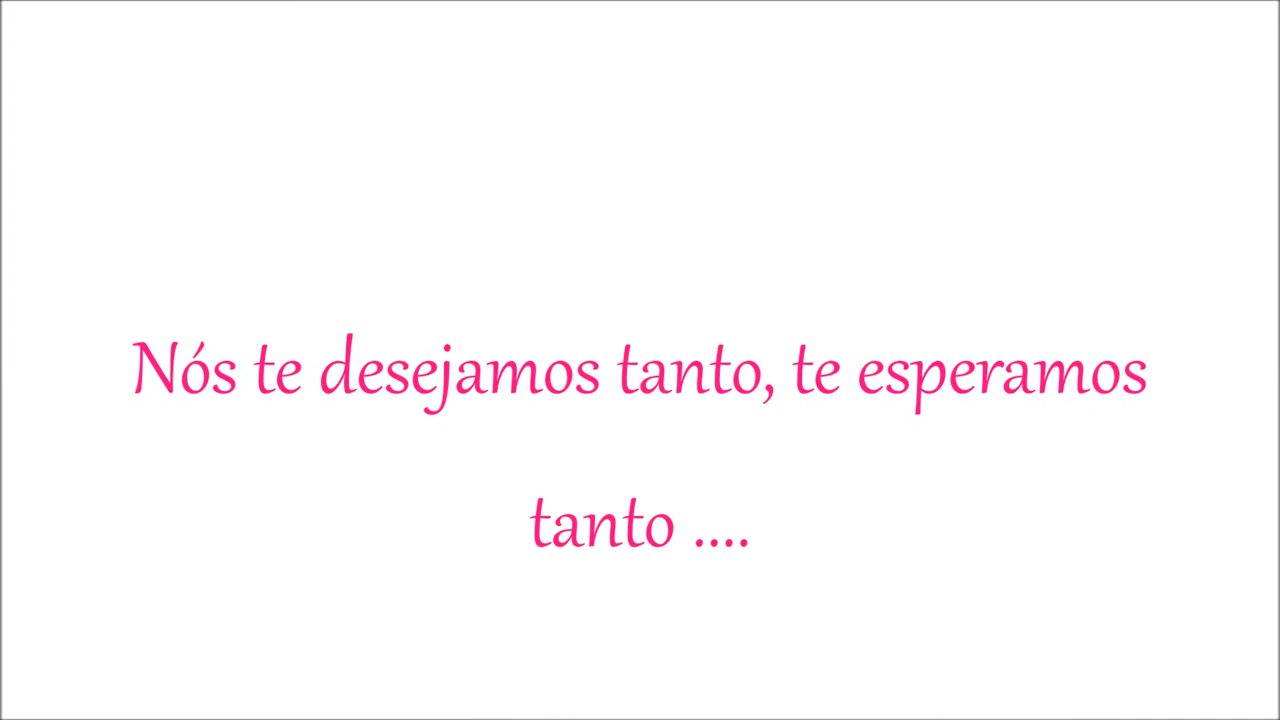 Nós te desejamos tanto, te esperamos
tanto ....